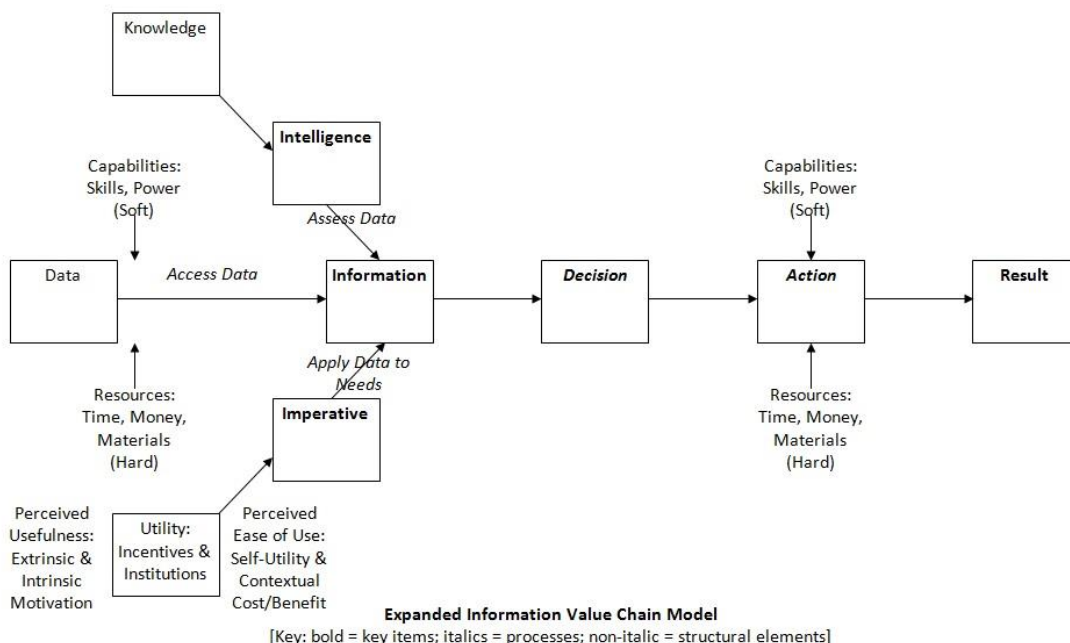 Knowledge
Intelligence
Capabilities:
Skills, Power
(Soft)
Assess Data
Capabilities:
Skills, Power
(Soft)
Data
Access Data
Information
Decision
Action
Result
Apply Data to
Needs
Resources:
Time, Money,
Materials
(Hard)
Imperative
Resources:
Time, Money,
Materials
(Hard)
Perceived
Usefulness:
Extrinsic &
Intrinsic
Motivation
Utility:
Incentives &
Institutions
Perceived
Ease of Use:
Self-Utility &
Contextual
Cost/Benefit
Expanded Information Value Chain Model
[Key: bold = key items; italics = processes; non-italic = structural elements]